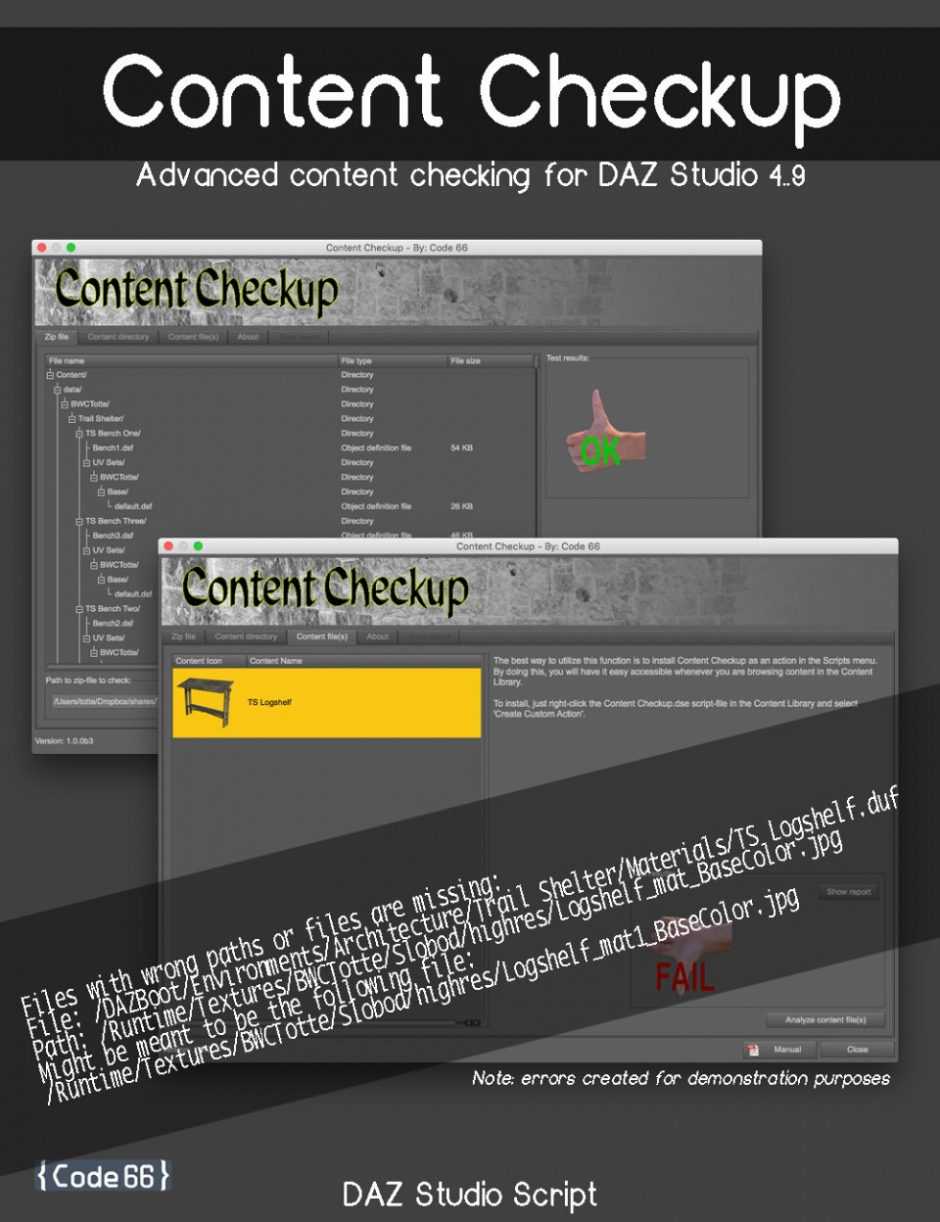 Content Checkup
Advanced content checking for DAZ Studio 4.9
Content Checkup - By: Code 66
Content Checkup
Zip file Content directory Content file(s) About
File name File type File size
Content/ Directory
data/ Directory
BWCTotte/ Directory
Trail Shelter/ Directory
TS Bench One/ Directory
Bench1.dsf Object definition file 54 KB
UV Sets/ Directory
BWCTotte/ Directory
Base/ Directory
default.dsf Object definition file 26 KB
TS Bench Three/ Directory
Bench3.dsf Object definition file 46 KB
UV Sets/
BWCTotte/
Base/
default.dsf
TS Bench Two/
Bench2.dsf
UV Sets/
BWCTotte/
Test results:
OK
Path to zip-file to check:
/Users/totte/Dropbox/shares/
Version: 1.0.0b3
Content Checkup - By: Code 66
Content Checkup
Zip file Content directory Content file(s) About
Content Icon Content Name
TS Logshelf
The best way to utilize this function is to install Content Checkup as an action in the Scripts menu.
By doing this, you will have it easy accessible whenever you are browsing content in the Content
Library.
To install, just right-click the Content Checkup.dse script-file in the Content Library and select
'Create Custom Action'.
Show report
FAIL
Analyze content file(s)
Manual Close
Files with wrong paths or files are missing:
File: /DAZBoot/Environments/Architecture/Trail Shelter/Materials/TS Logshelf.duf
Path: /Runtime/Textures/BWCTotte/Slobod/highres/Logshelf_mat_BaseColor.jpg
Might be meant to be the following file:
/Runtime/Textures/BWCTotte/Slobod/highres/Logshelf_mat1_BaseColor.jpg
Note: errors created for demonstration purposes
{Code66}
DAZ Studio Script